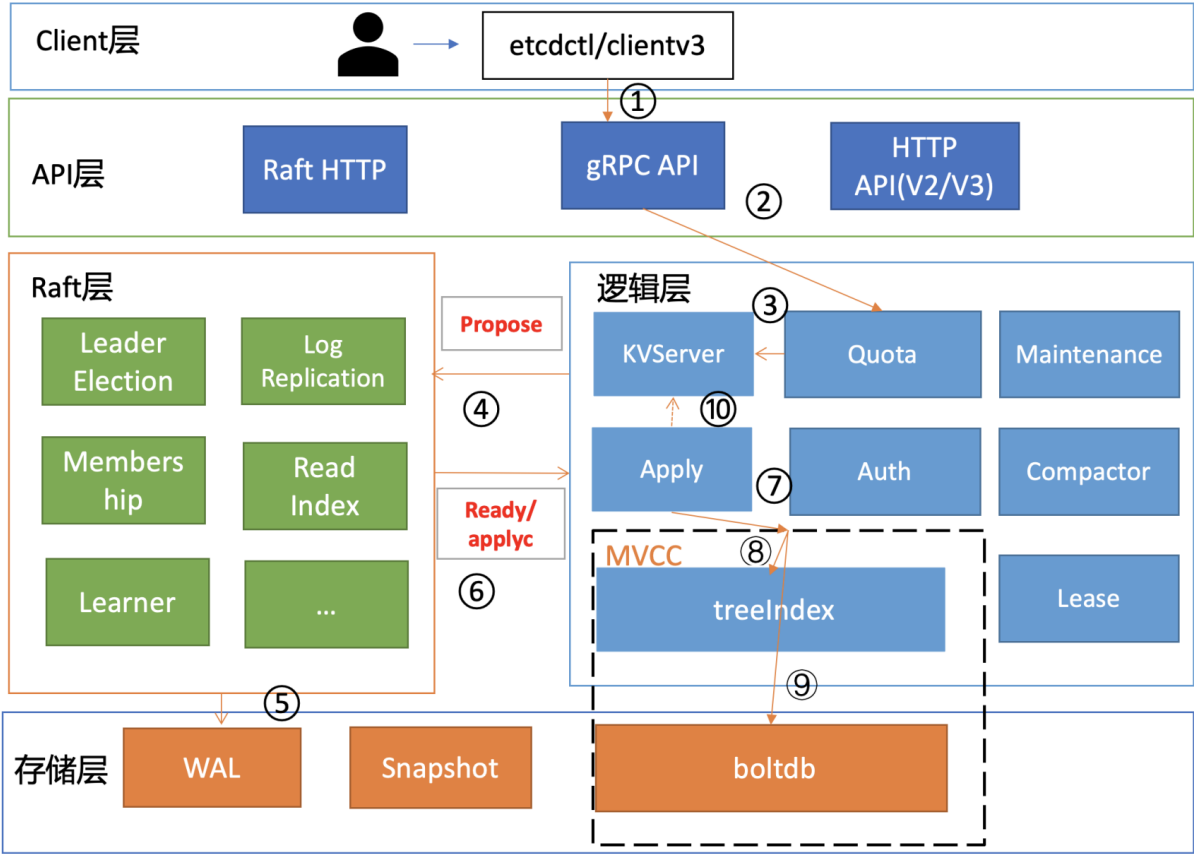 Client层
etcdctl/clientv3
①
API层
Raft HTTP
gRPC API
HTTP
API(V2/V3)
②
Raft层
Leader
Election
Log
Replication
Members
hip
Read
Index
Learner
...
Propose
④
Ready/
applyc
⑥
逻辑层
③
KVServer
Quota
Maintenance
⑩
Apply
Auth
Compactor
⑦
MVCC
⑧
treeIndex
Lease
⑨
⑤
存储层
WAL
Snapshot
boltdb